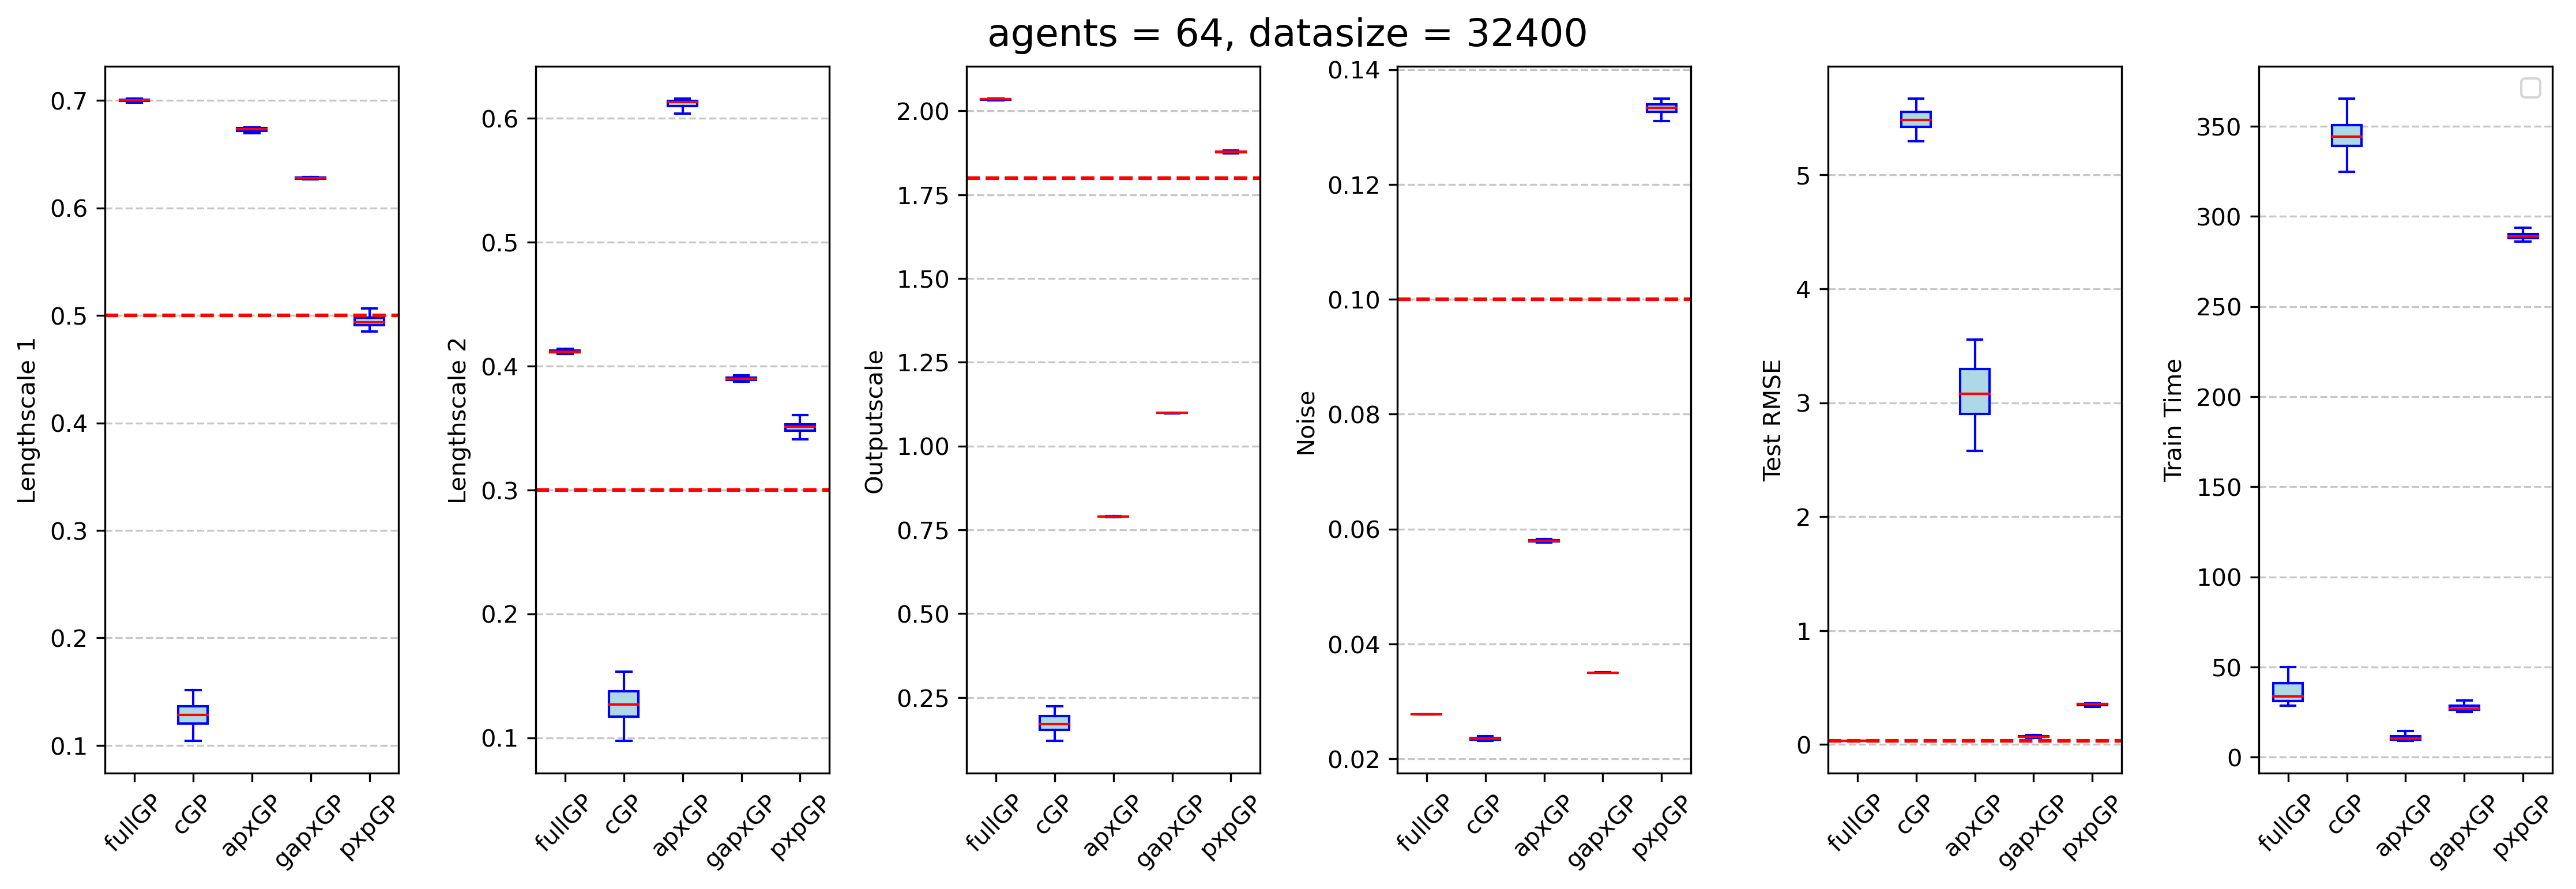 agents = 64, datasize = 32400
Lengthscale 1
0.7
0.6
0.5
0.4
0.3
0.2
0.1
fullGP
cGP
apxGP
gapxGP
pxpGP
Lengthscale 2
0.6
0.5
0.4
0.3
0.2
0.1
fullGP
cGP
apxGP
gapxGP
pxpGP
Outputscale
2.00
1.75
1.50
1.25
1.00
0.75
0.50
0.25
fullGP
cGP
apxGP
gapxGP
pxpGP
Noise
0.14
0.12
0.10
0.08
0.06
0.04
0.02
fullGP
cGP
apxGP
gapxGP
pxpGP
Test RMSE
5
4
3
2
1
0
fullGP
cGP
apxGP
gapxGP
pxpGP
Train Time
350
300
250
200
150
100
50
0
fullGP
cGP
apxGP
gapxGP
pxpGP